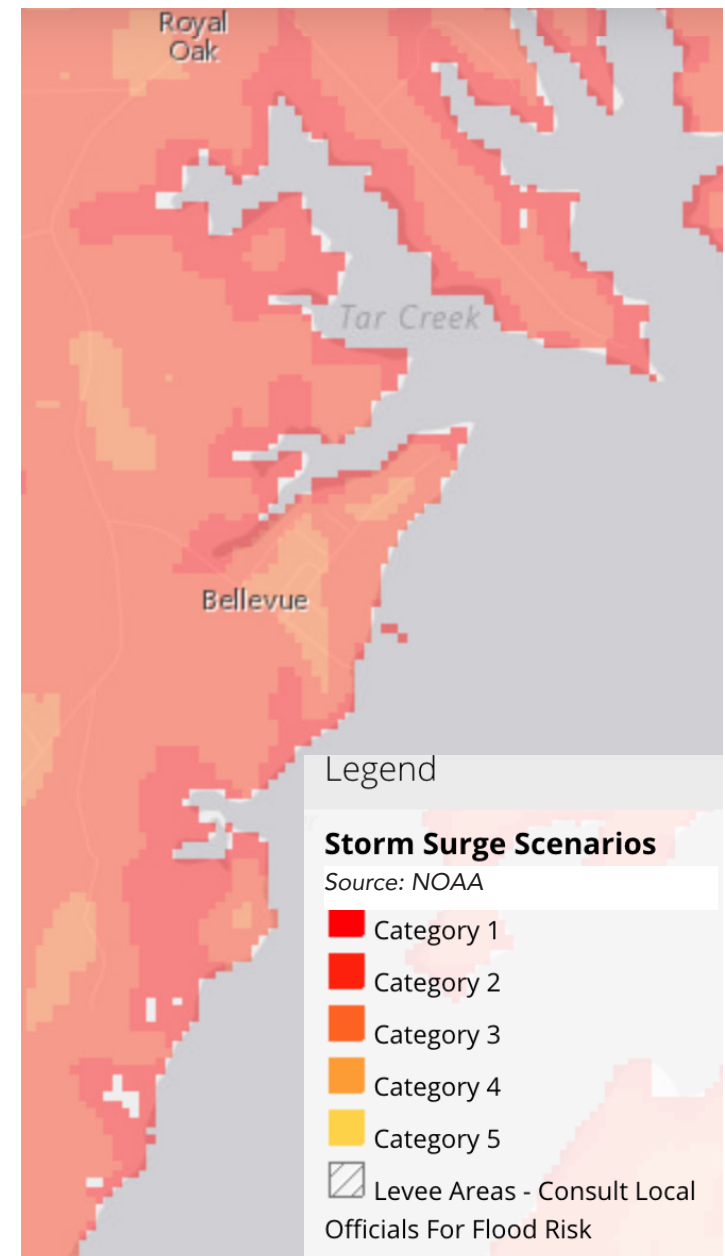 Royal
Oak
Tar Creek
Bellevue
Legend
Storm Surge Scenarios
Source: NOAA
Category 1
Category 2
Category 3
Category 4
Category 5
Levee Areas - Consult Local
Officials For Flood Risk